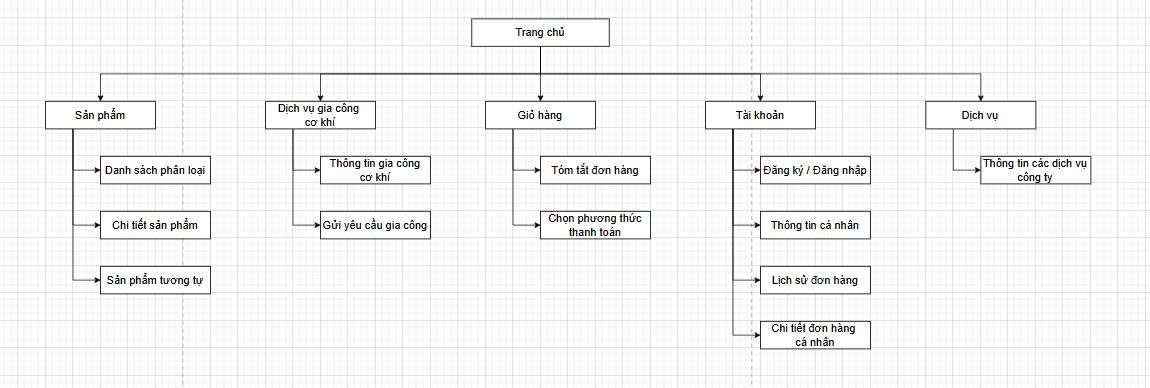 Trang chủ
Sản phẩm
Dịch vụ gia công
cơ khí
Giỏ hàng
Tài khoản
Dịch vụ
Danh sách phân loại
Thông tin gia công
cơ khí
Tóm tắt đơn hàng
Đăng ký / Đăng nhập
Thông tin các dịch vụ
công ty
Chi tiết sản phẩm
Gửi yêu cầu gia công
Chọn phương thức
thanh toán
Thông tin cá nhân
Sản phẩm tương tự
Lịch sử đơn hàng
Chi tiết đơn hàng
cá nhân